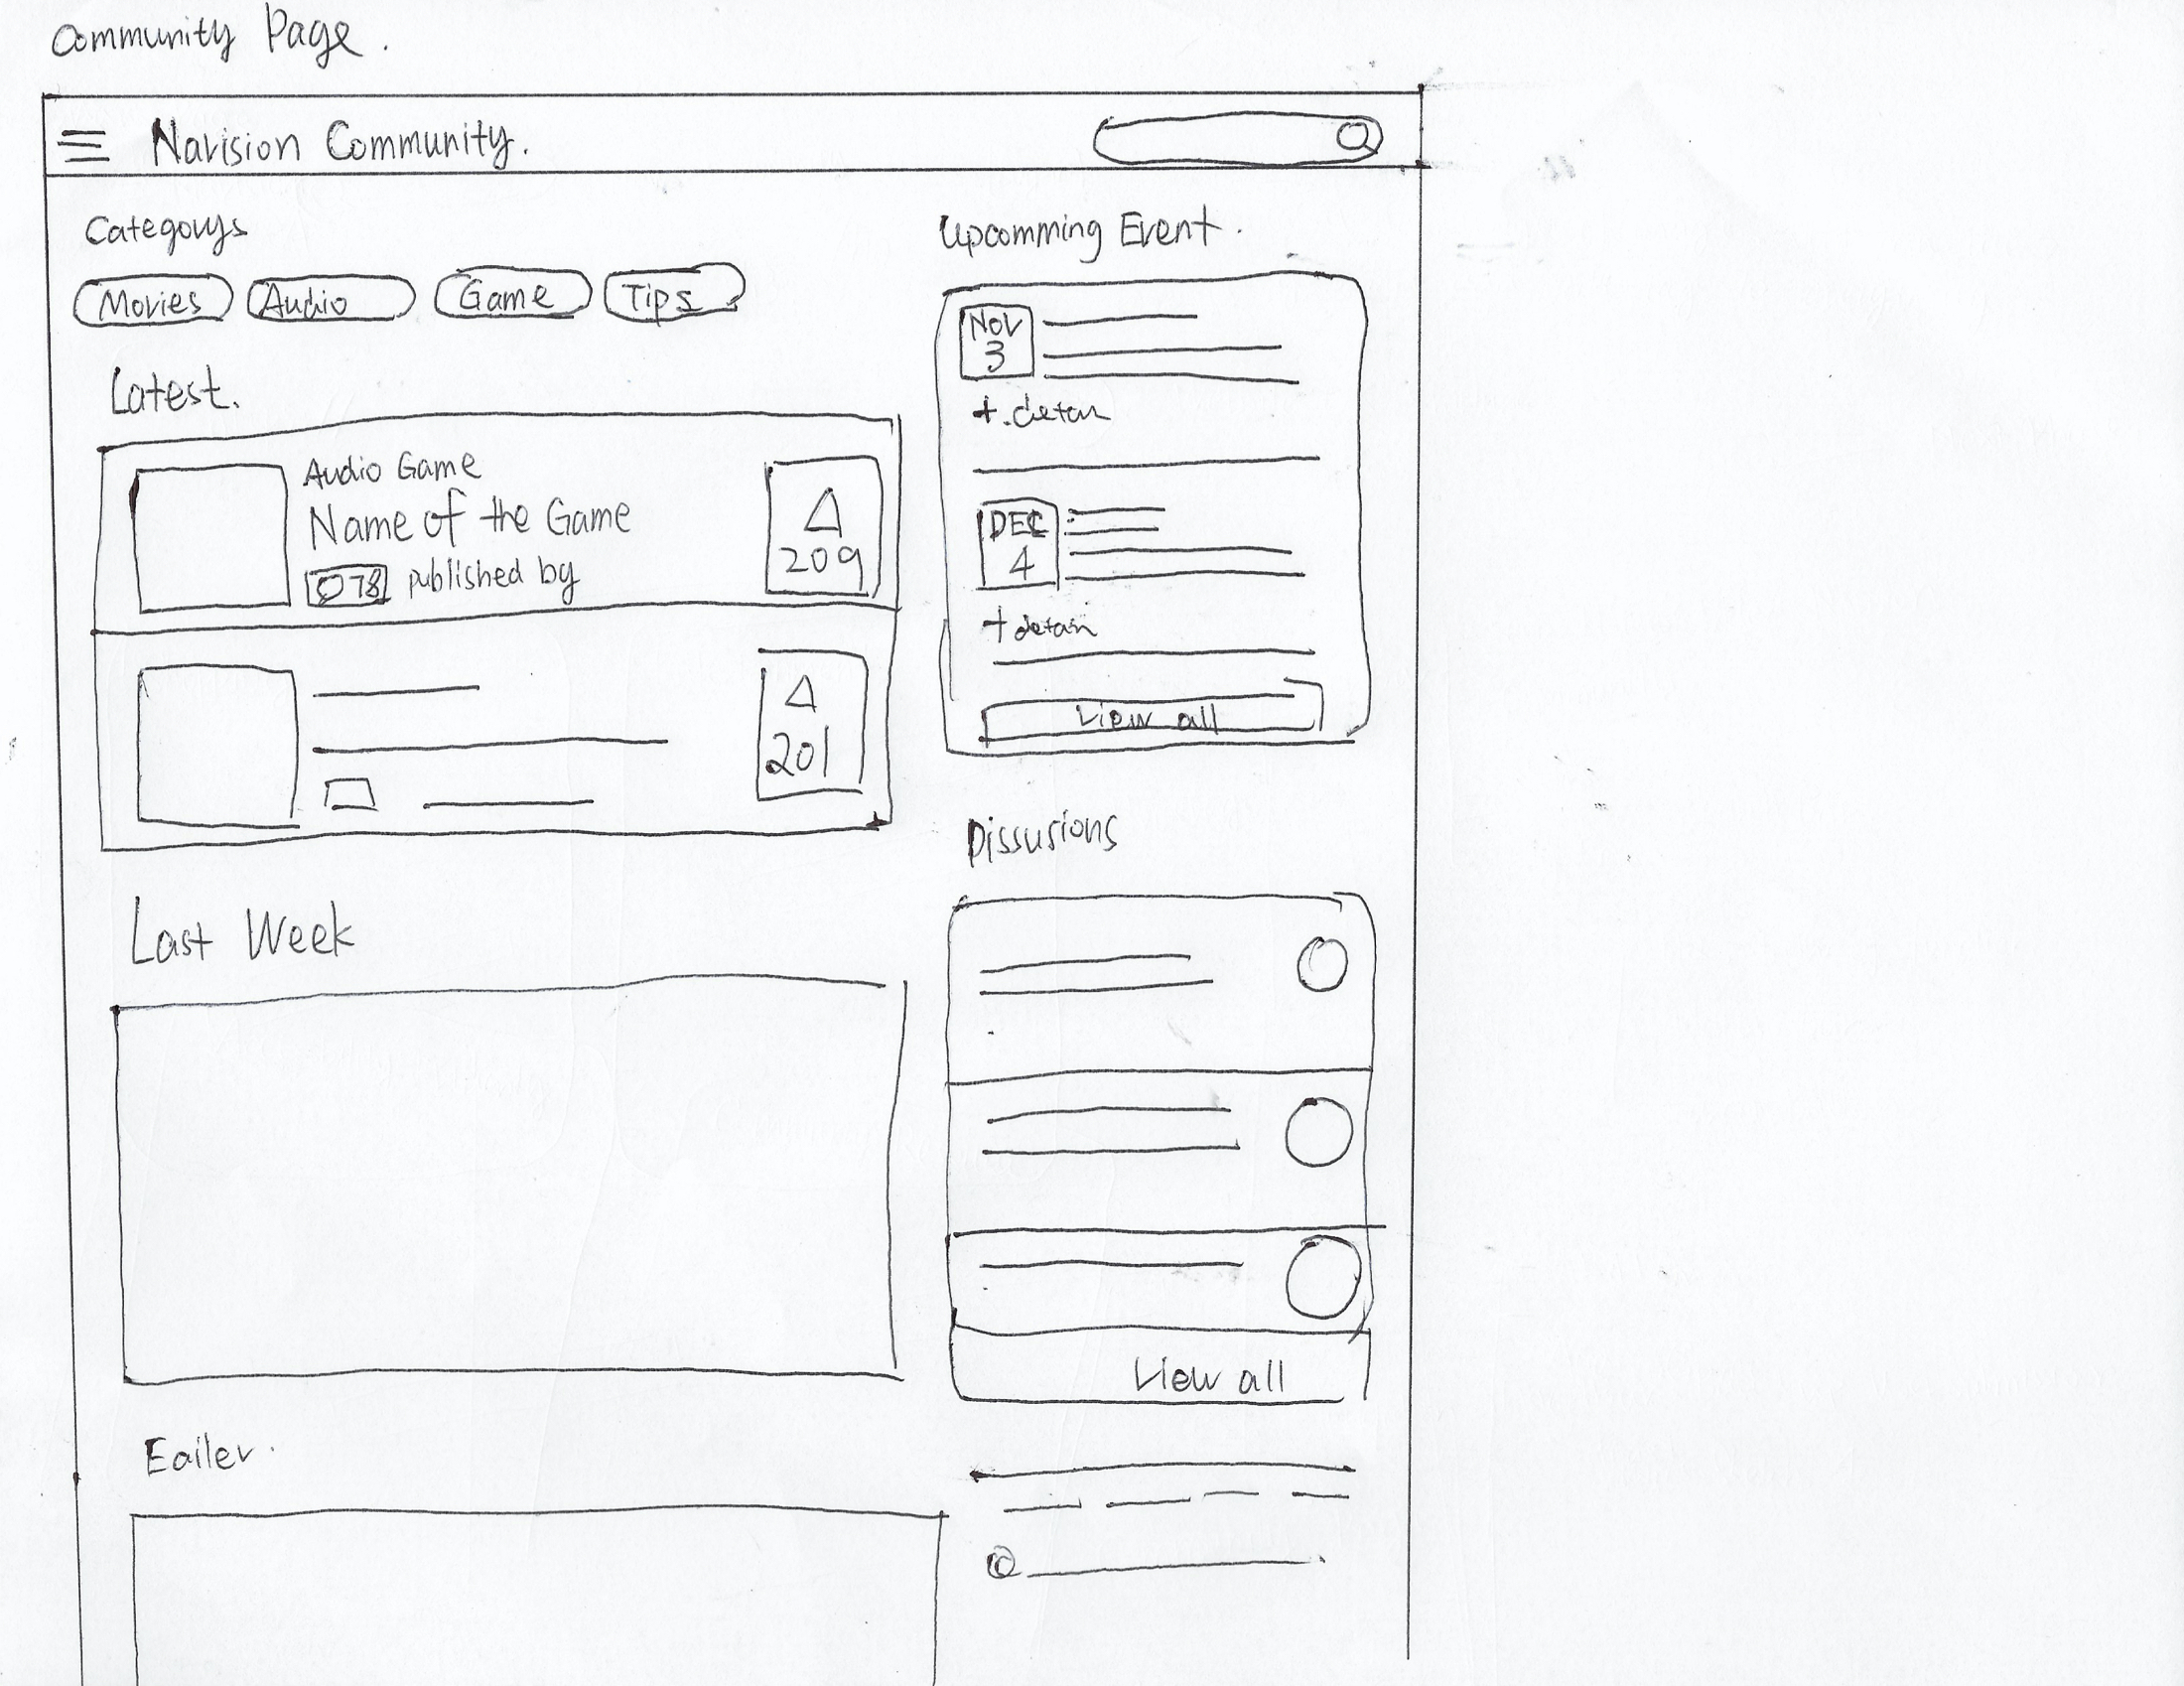 Community Page.
Navision Community.
Categorys
Movies Audio Game Tips
Latest.
Audio Game
Name of the Game
78 published by
209
201
Last Week
Eailer.
Upcomming Event.
NOV
3
+ detail
DEC
4
+ detail
View all
Dissusions
View all